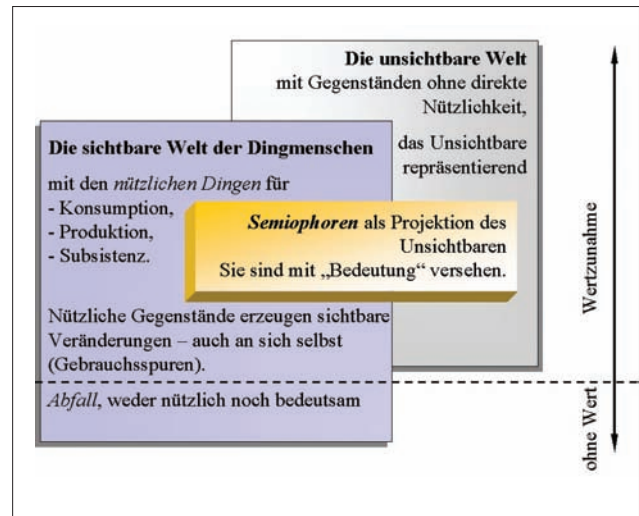 Die unsichtbare Welt
mit Gegenständen ohne direkte
Nützlichkeit,
das Unsichtbare
repräsentierend
Die sichtbare Welt der Dingmenschen
mit den nützlichen Dingen für
- Konsumption,
- Produktion,
- Subsistenz.
Semiophoren als Projektion des
Unsichtbaren
Sie sind mit „Bedeutung“ versehen.
Nützliche Gegenstände erzeugen sichtbare
Veränderungen – auch an sich selbst
(Gebrauchsspuren).
Abfall, weder nützlich noch bedeutsam
Wertzunahme
ohne Wert